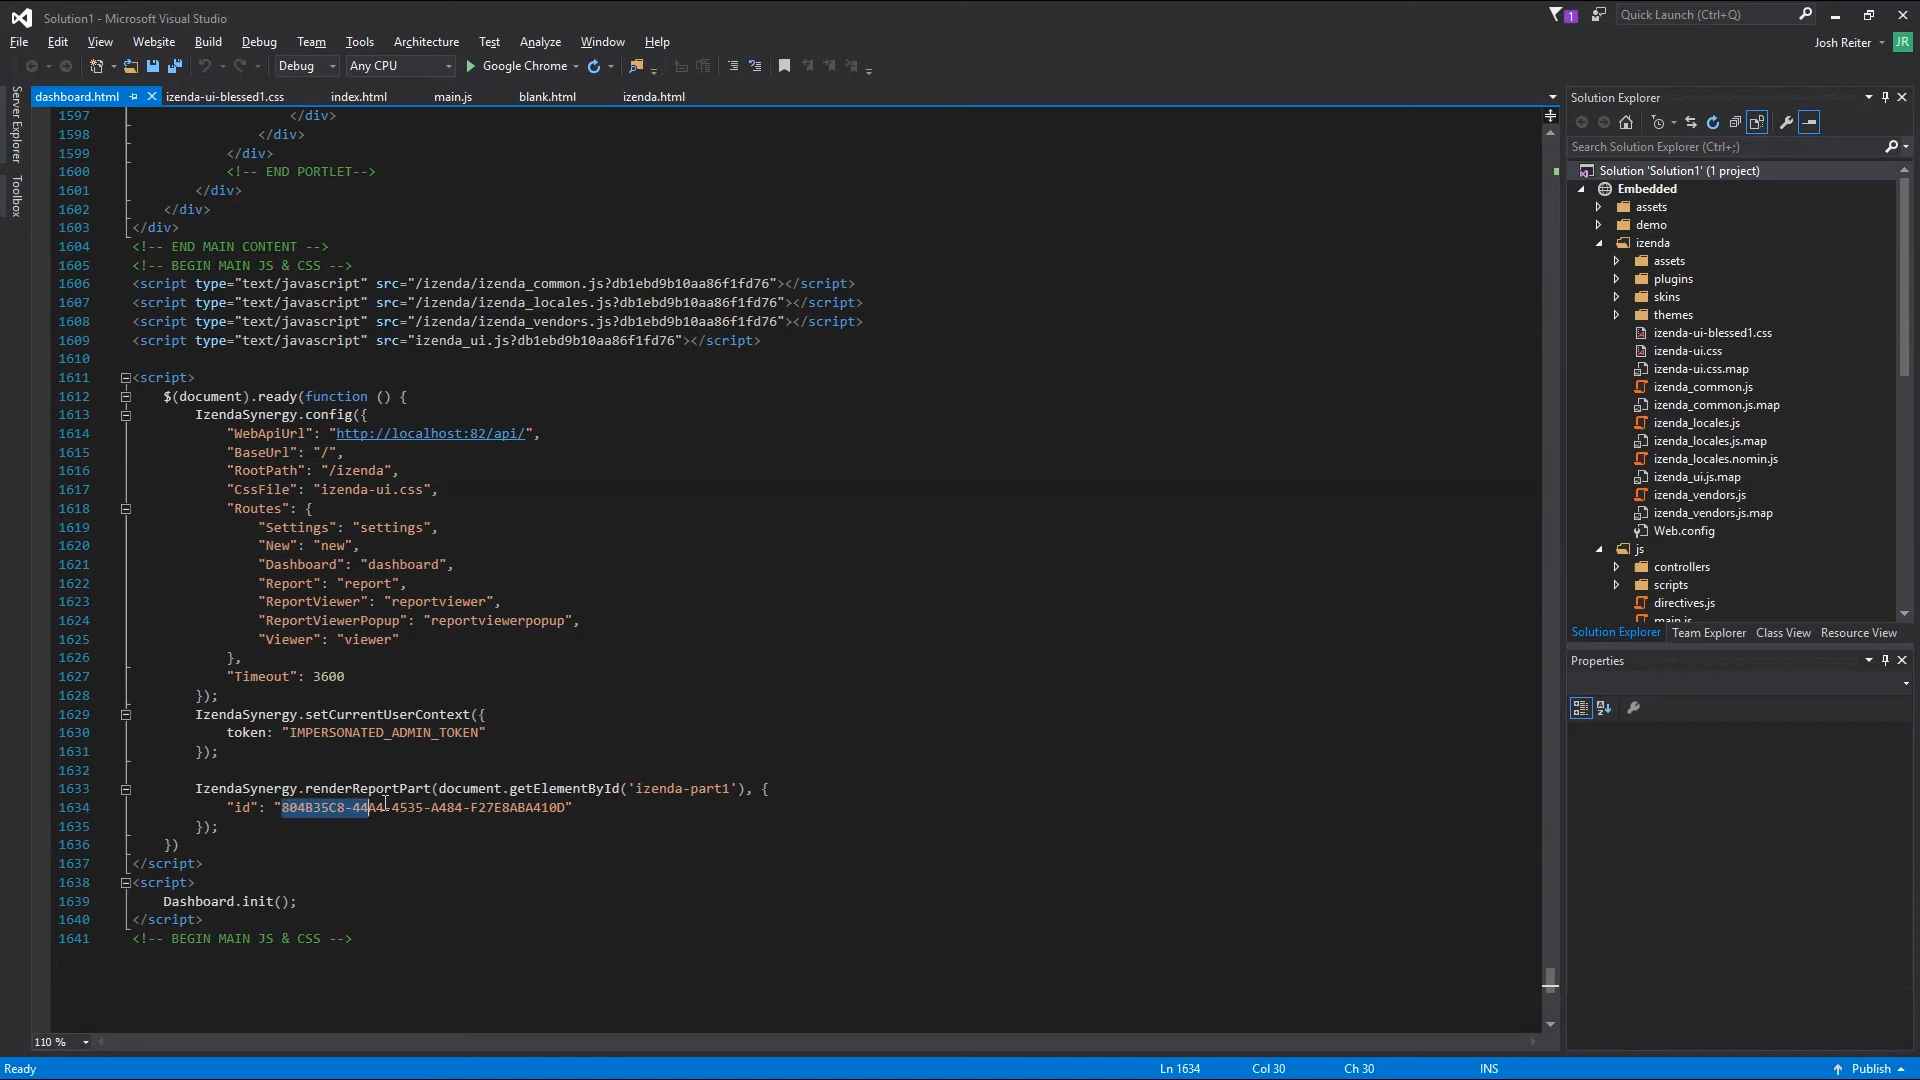 Solution1 - Microsoft Visual Studio
1
Quick Launch (Ctrl+Q)
File Edit View Website Build Debug Team Tools Architecture Test Analyze Window Help
Josh Reiter JR
Debug Any CPU Google Chrome
Server Explorer
Toolbox
dashboard.html izenda-ui-blessed1.css index.html main.js blank.html izenda.html
1597 </div>
1598 </div>
1599 </div>
1600 <!-- END PORTLET-->
1601 </div>
1602 </div>
1603 </div>
1604 <!-- END MAIN CONTENT -->
1605 <!-- BEGIN MAIN JS & CSS -->
1606 <script type="text/javascript" src="/izenda/izenda_common.js?db1ebd9b10aa86f1fd76"></script>
1607 <script type="text/javascript" src="/izenda/izenda_locales.js?db1ebd9b10aa86f1fd76"></script>
1608 <script type="text/javascript" src="/izenda/izenda_vendors.js?db1ebd9b10aa86f1fd76"></script>
1609 <script type="text/javascript" src="izenda_ui.js?db1ebd9b10aa86f1fd76"></script>
1610
1611 <script>
1612 $(document).ready(function () {
1613 IzendaSynergy.config({
1614 "WebApiUrl": "http://localhost:82/api/",
1615 "BaseUrl": "/",
1616 "RootPath": "/izenda",
1617 "CssFile": "izenda-ui.css",
1618 "Routes": {
1619 "Settings": "settings",
1620 "New": "new",
1621 "Dashboard": "dashboard",
1622 "Report": "report",
1623 "ReportViewer": "reportviewer",
1624 "ReportViewerPopup": "reportviewerpopup",
1625 "Viewer": "viewer"
1626 },
1627 "Timeout": 3600
1628 });
1629 IzendaSynergy.setCurrentUserContext({
1630 token: "IMPERSONATED_ADMIN_TOKEN"
1631 });
1632
1633 IzendaSynergy.renderReportPart(document.getElementById('izenda-part1'), {
1634 "id": "804B35C8-44A4-4535-A484-F27E8ABA410D"
1635 });
1636 })
1637 </script>
1638 <script>
1639 Dashboard.init();
1640 </script>
1641 <!-- BEGIN MAIN JS & CSS -->
110 %
Solution Explorer
Search Solution Explorer (Ctrl+;)
Solution 'Solution1' (1 project)
Embedded
assets
demo
izenda
assets
plugins
skins
themes
izenda-ui-blessed1.css
izenda-ui.css
izenda-ui.css.map
izenda_common.js
izenda_common.js.map
izenda_locales.js
izenda_locales.js.map
izenda_locales.nomin.js
izenda_ui.js.map
izenda_vendors.js
izenda_vendors.js.map
Web.config
js
controllers
scripts
directives.js
main.js
Solution Explorer Team Explorer Class View Resource View
Properties
Ready Ln 1634 Col 30 Ch 30 INS Publish